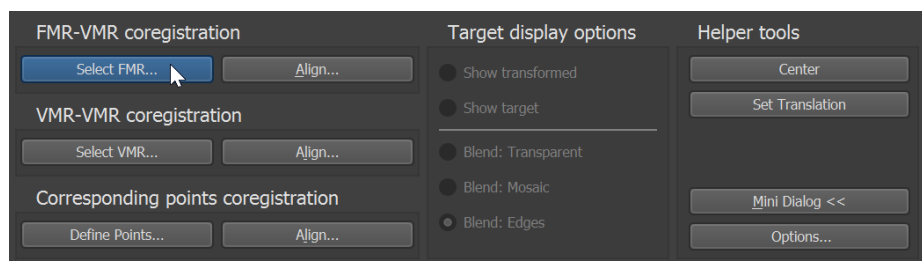 FMR-VMR coregistration
Select FMR...
Align...
VMR-VMR coregistration
Select VMR...
Align...
Corresponding points coregistration
Define Points...
Align...
Target display options
Show transformed
Show target
Blend: Transparent
Blend: Mosaic
Blend: Edges
Helper tools
Center
Set Translation
Mini Dialog <<
Options...